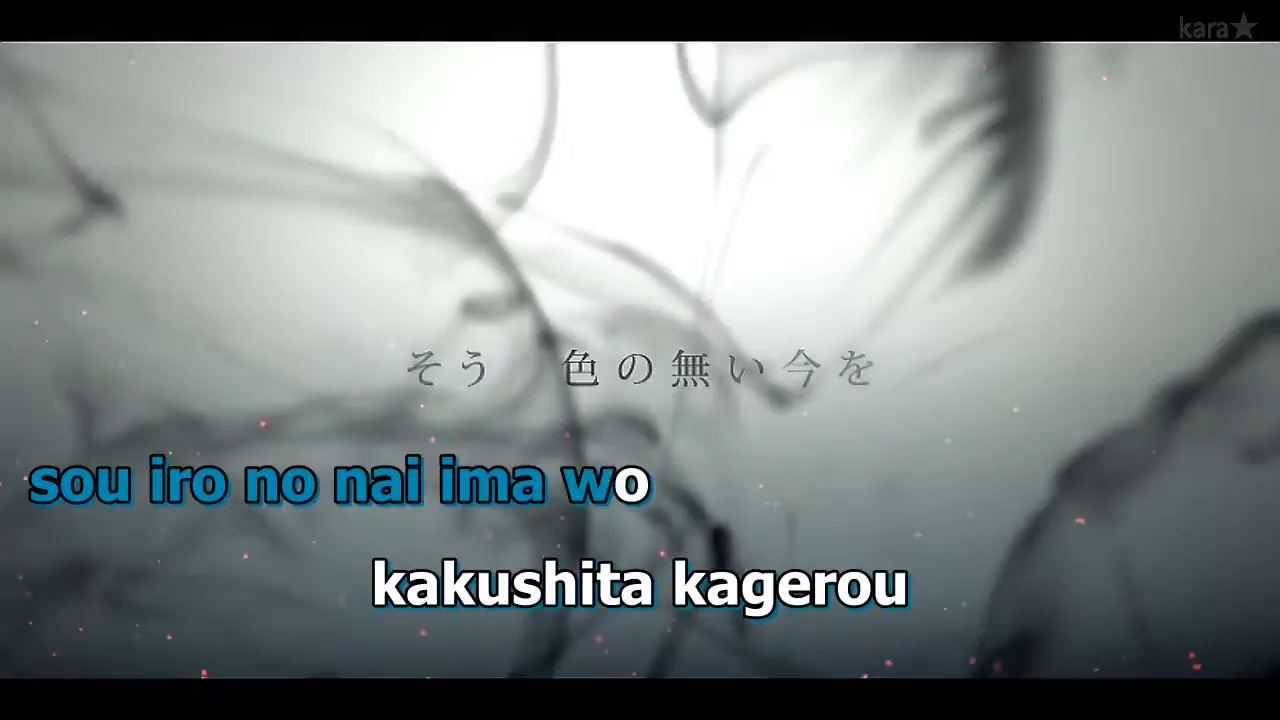 kara★
そう 色の無い今を
sou iro no nai ima wo
kakushita kagerou